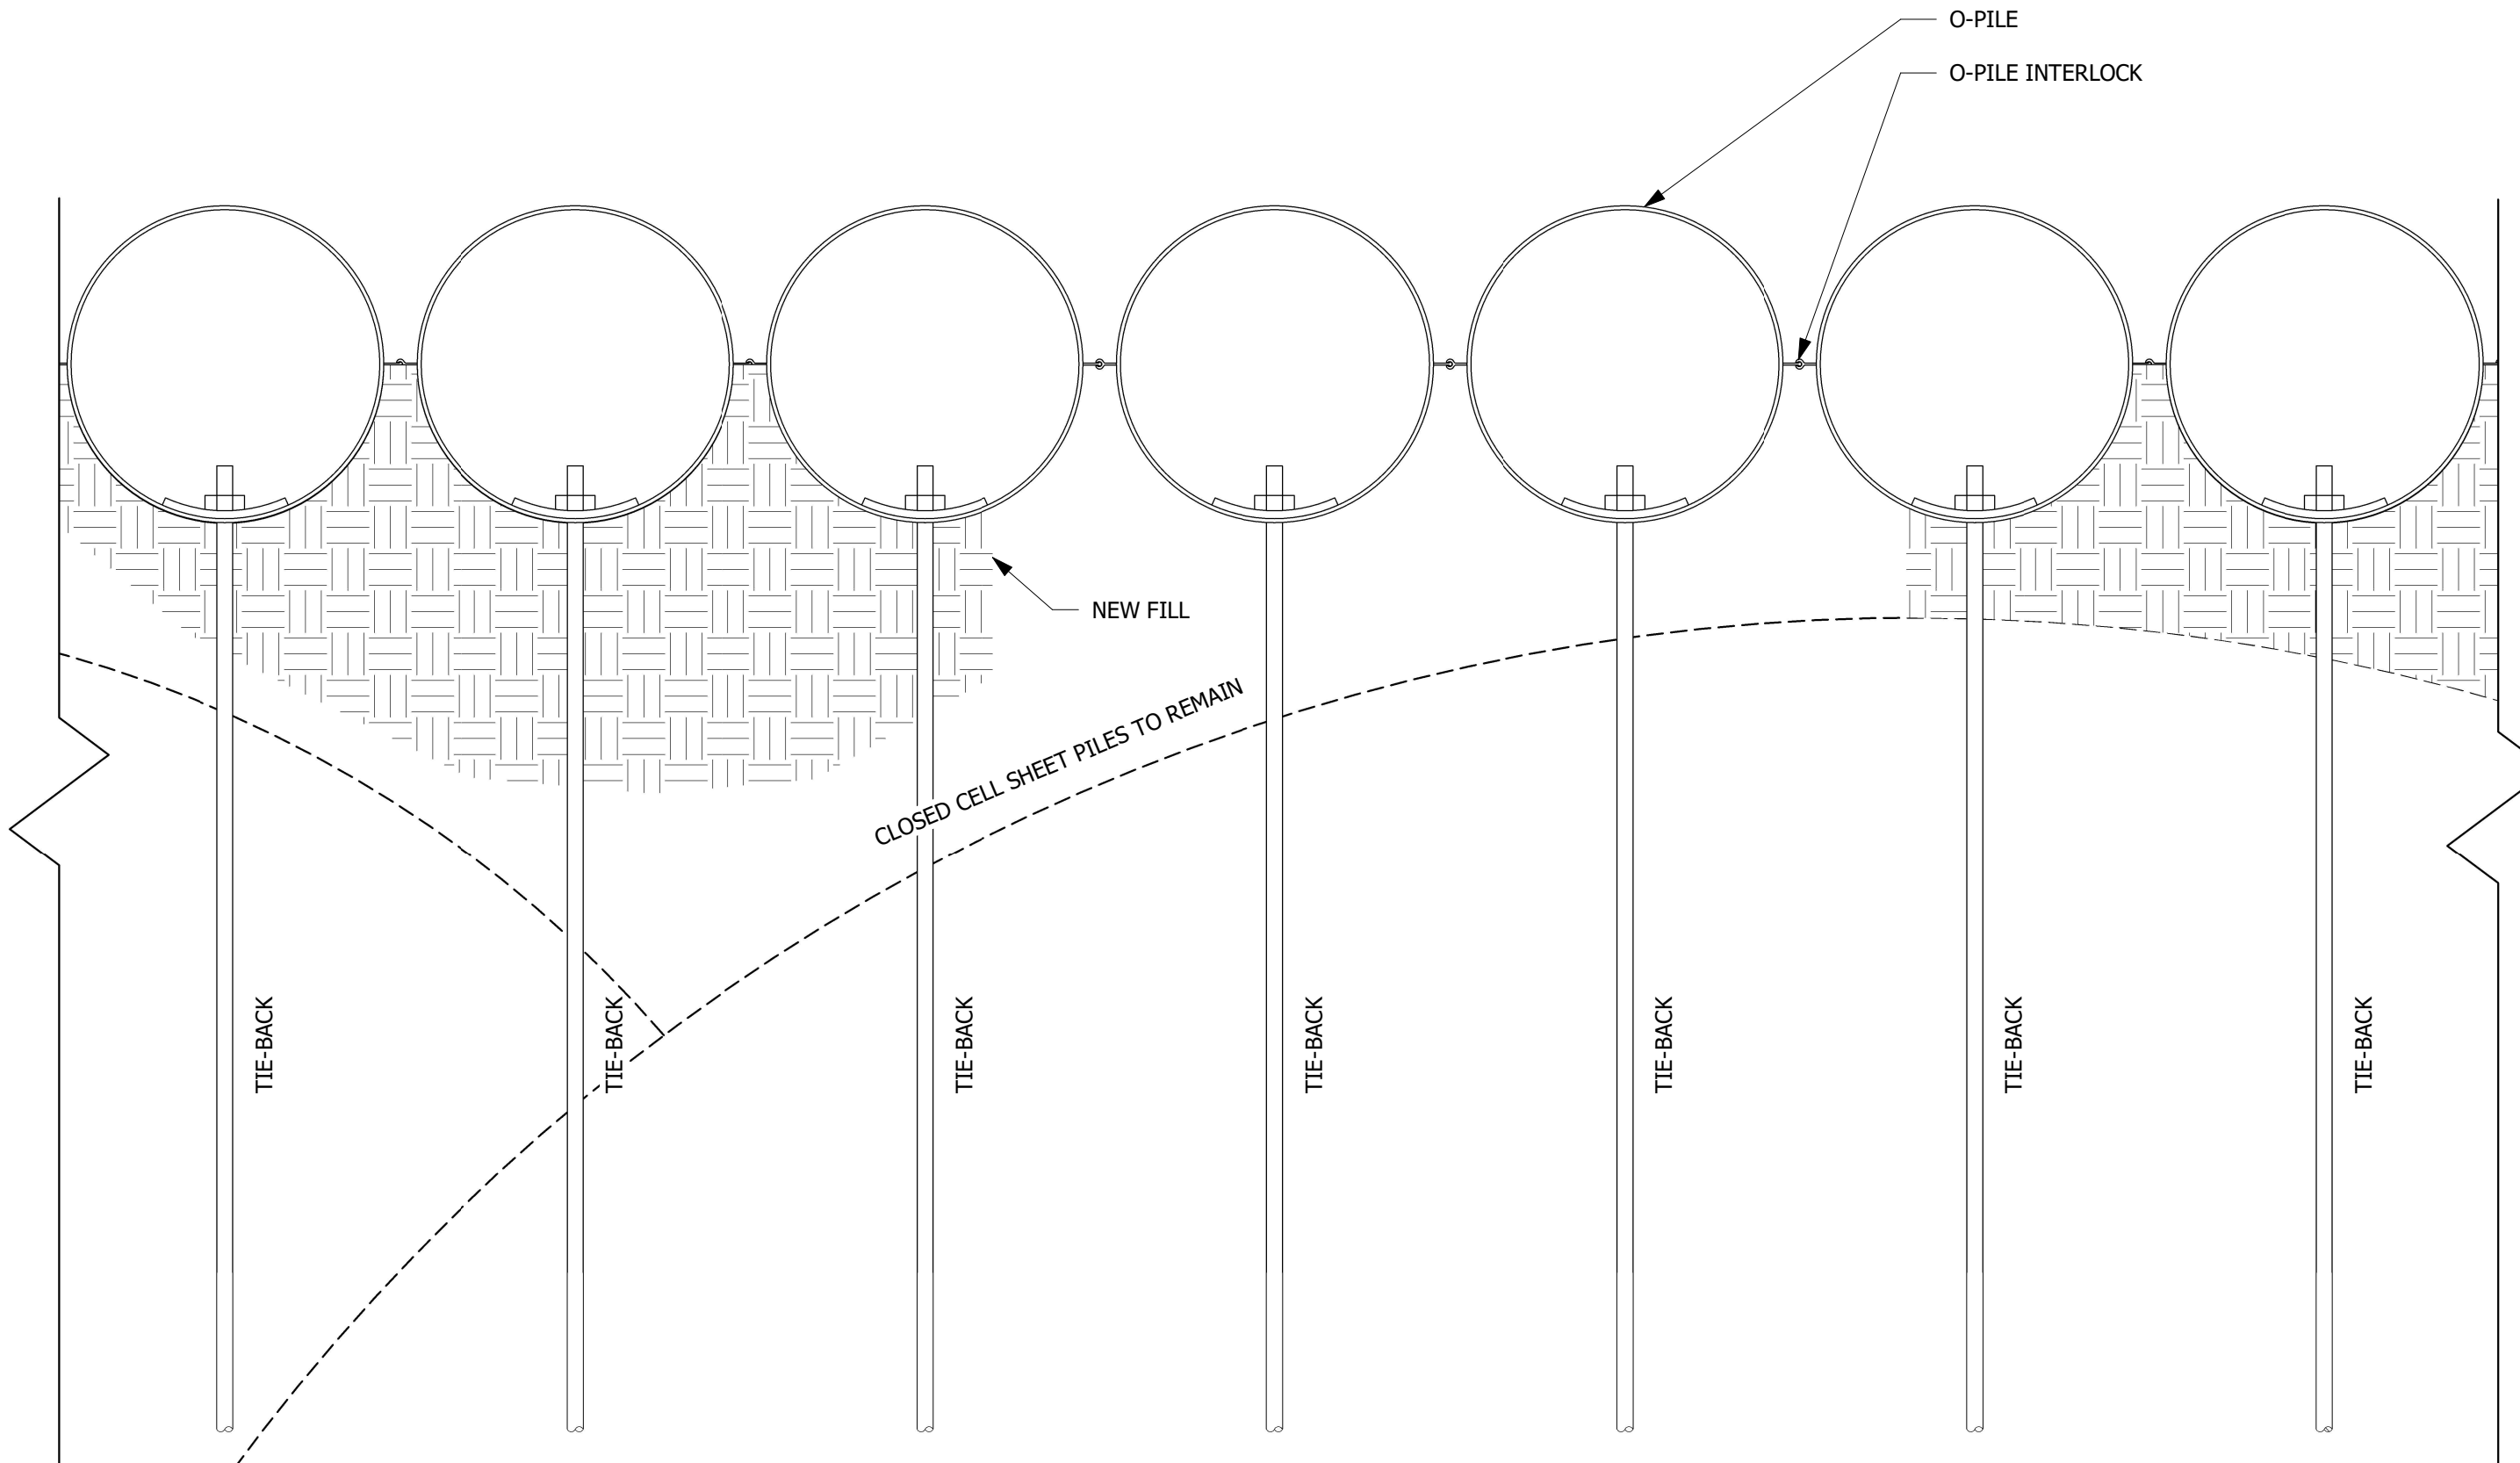 O-PILE
O-PILE INTERLOCK
NEW FILL
CLOSED CELL SHEET PILES TO REMAIN
TIE-BACK
TIE-BACK
TIE-BACK
TIE-BACK
TIE-BACK
TIE-BACK
TIE-BACK